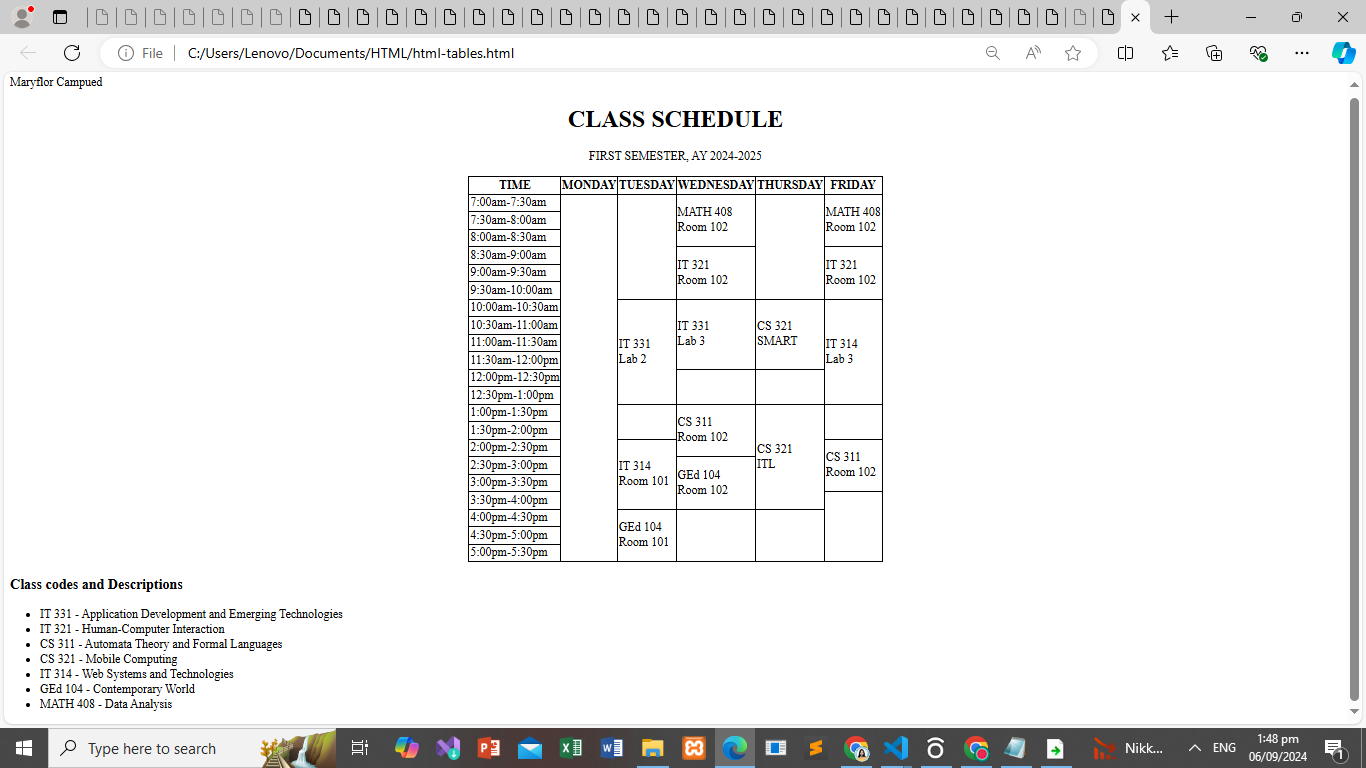 File
C:/Users/Lenovo/Documents/HTML/html-tables.html
Maryflor Campued
CLASS SCHEDULE
FIRST SEMESTER, AY 2024-2025
TIME MONDAY TUESDAY WEDNESDAY THURSDAY FRIDAY
7:00am-7:30am
7:30am-8:00am
8:00am-8:30am
MATH 408
Room 102
MATH 408
Room 102
8:30am-9:00am
9:00am-9:30am
9:30am-10:00am
IT 321
Room 102
IT 321
Room 102
10:00am-10:30am
10:30am-11:00am
11:00am-11:30am
11:30am-12:00pm
12:00pm-12:30pm
12:30pm-1:00pm
IT 331
Lab 2
IT 331
Lab 3
CS 321
SMART
IT 314
Lab 3
1:00pm-1:30pm
1:30pm-2:00pm
CS 311
Room 102
CS 321
ITL
2:00pm-2:30pm
2:30pm-3:00pm
3:00pm-3:30pm
3:30pm-4:00pm
IT 314
Room 101
GEd 104
Room 102
CS 311
Room 102
4:00pm-4:30pm
4:30pm-5:00pm
5:00pm-5:30pm
GEd 104
Room 101
Class codes and Descriptions
IT 331 - Application Development and Emerging Technologies
IT 321 - Human-Computer Interaction
CS 311 - Automata Theory and Formal Languages
CS 321 - Mobile Computing
IT 314 - Web Systems and Technologies
GEd 104 - Contemporary World
MATH 408 - Data Analysis
Type here to search
Nikk...
ENG
1:48 pm
06/09/2024
1